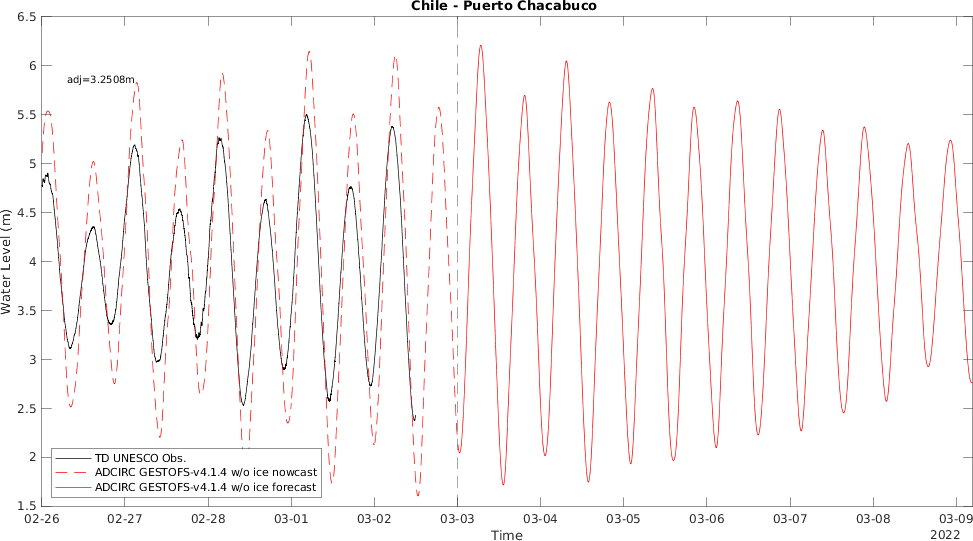 Chile - Puerto Chacabuco
adj=3.2508m
Water Level (m)
6.5
6
5.5
5
4.5
4
3.5
3
2.5
2
1.5
TD UNESCO Obs.
ADCIRC GESTOFS-v4.1.4 w/o ice nowcast
ADCIRC GESTOFS-v4.1.4 w/o ice forecast
02-26 02-27 02-28 03-01 03-02 03-03 03-04 03-05 03-06 03-07 03-08 03-09
Time
2022